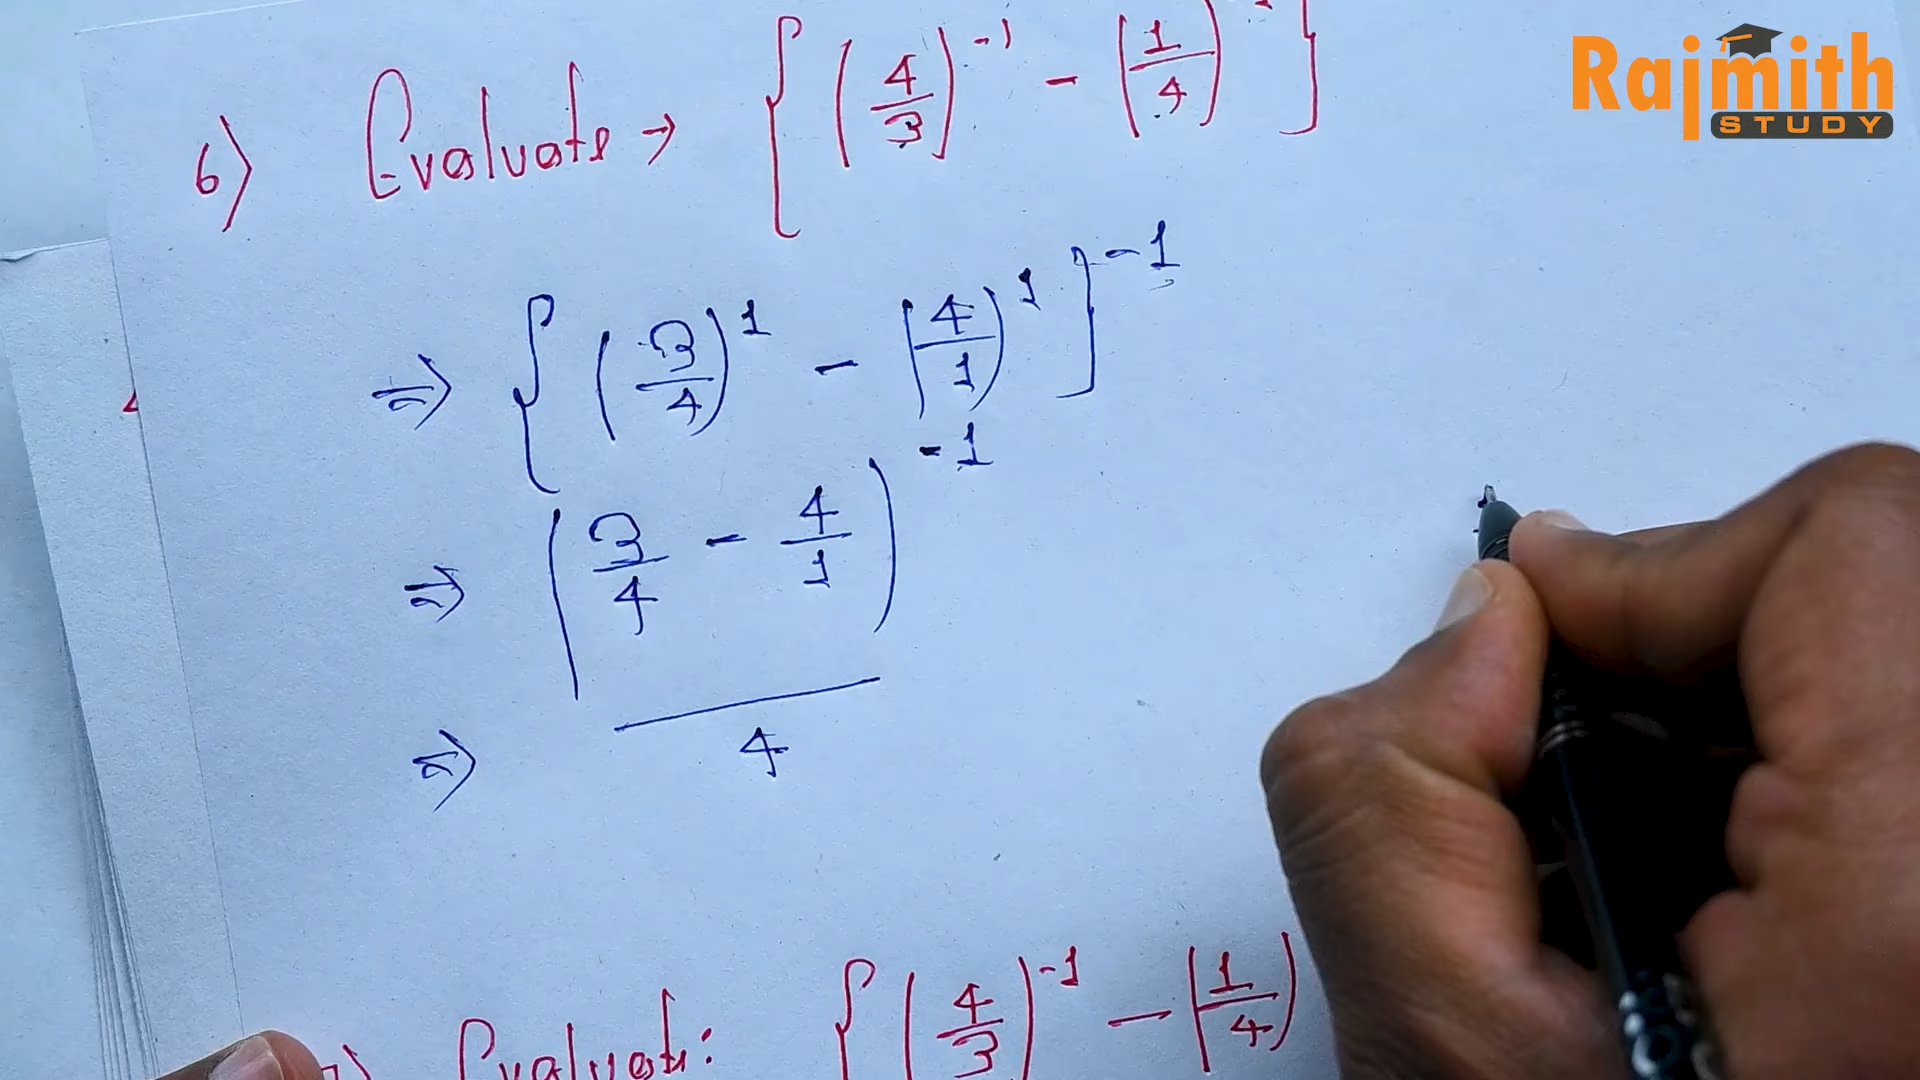 Rajmith
STUDY
6) Evaluate → { (4/3)^-1 - (1/4)^-1 }
⇒ { (3/4)^1 - (4/1)^1 }^-1
⇒ (3/4 - 4/1)^-1
⇒ /4
Evaluate: { (4/3)^-1 - (1/4)